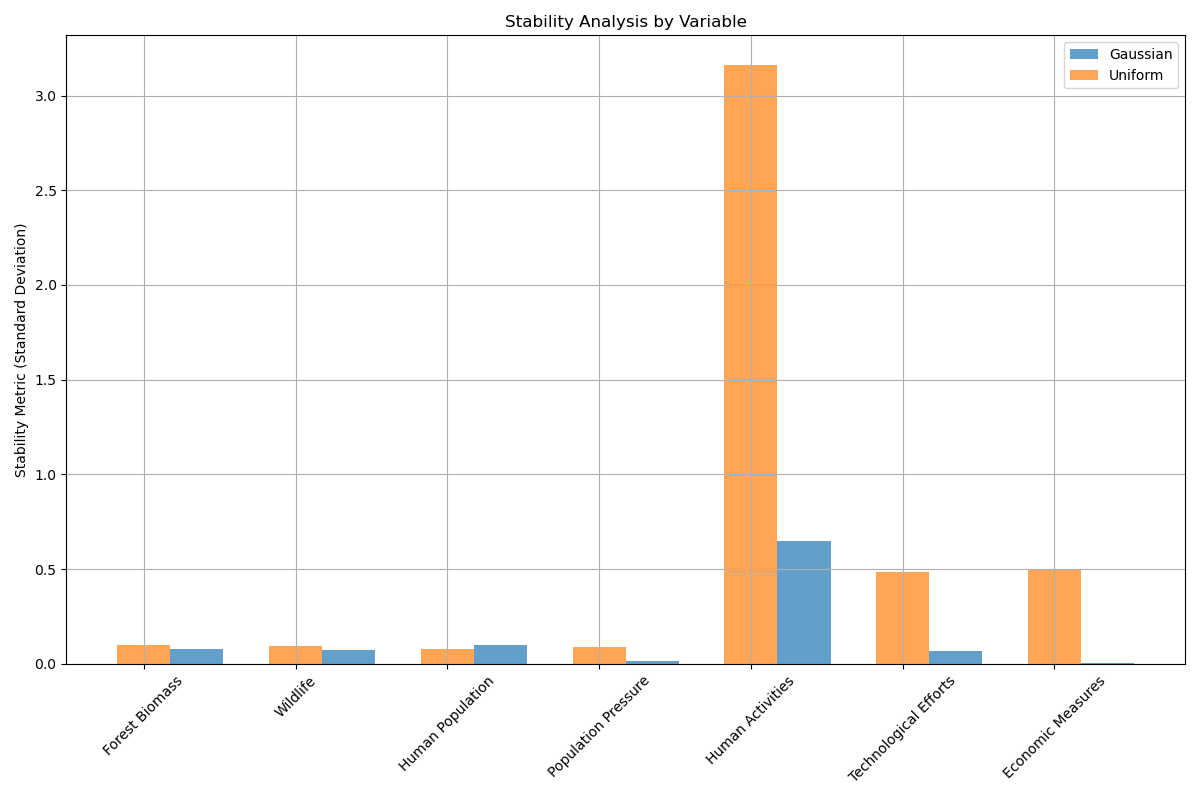 Stability Analysis by Variable
Gaussian
Uniform
Stability Metric (Standard Deviation)
3.0
2.5
2.0
1.5
1.0
0.5
0.0
Forest Biomass
Wildlife
Human Population
Population Pressure
Human Activities
Technological Efforts
Economic Measures